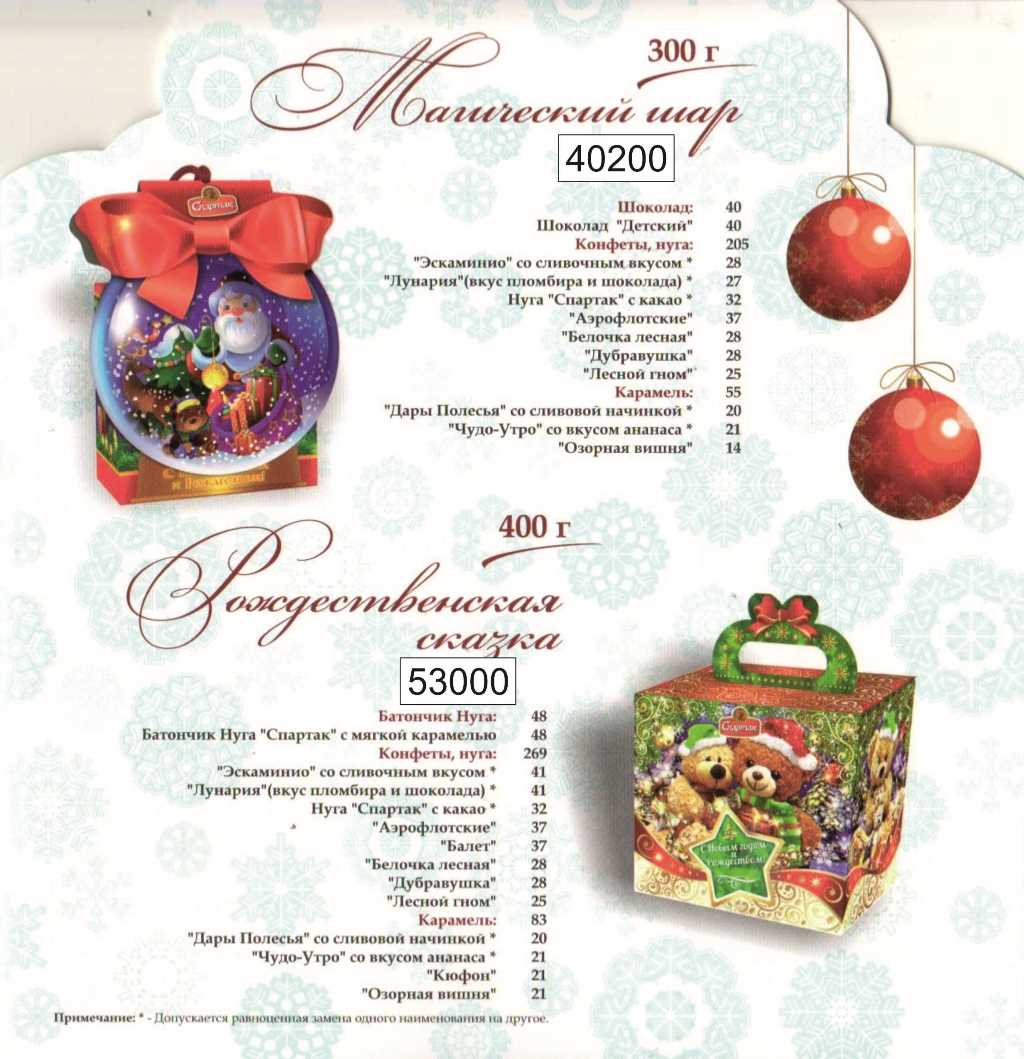 300 г
Магический шар
40200
Спартак
Шоколад: 40
Шоколад "Детский" 40
Конфеты, нуга: 205
"Эскаминио" со сливочным вкусом * 28
"Лунария"(вкус пломбира и шоколада) * 27
Нуга "Спартак" с какао * 32
"Аэрофлотские" 37
"Белочка лесная" 28
"Дубравушка" 28
"Лесной гном" 25
Карамель: 55
"Дары Полесья" со сливовой начинкой * 20
"Чудо-Утро" со вкусом ананаса * 21
"Озорная вишня" 14
и Рождеством!
400 г
Рождественская
сказка
53000
Батончик Нуга: 48
Батончик Нуга "Спартак" с мягкой карамелью 48
Конфеты, нуга: 269
"Эскаминио" со сливочным вкусом * 41
"Лунария"(вкус пломбира и шоколада) * 41
Нуга "Спартак" с какао * 32
"Аэрофлотские" 37
"Балет" 37
"Белочка лесная" 28
"Дубравушка" 28
"Лесной гном" 25
Карамель: 83
"Дары Полесья" со сливовой начинкой * 20
"Чудо-Утро" со вкусом ананаса * 21
"Кюфон" 21
"Озорная вишня" 21
Спартак
С Новым годом
и
Рождеством!
Примечание: * - Допускается равноценная замена одного наименования на другое.